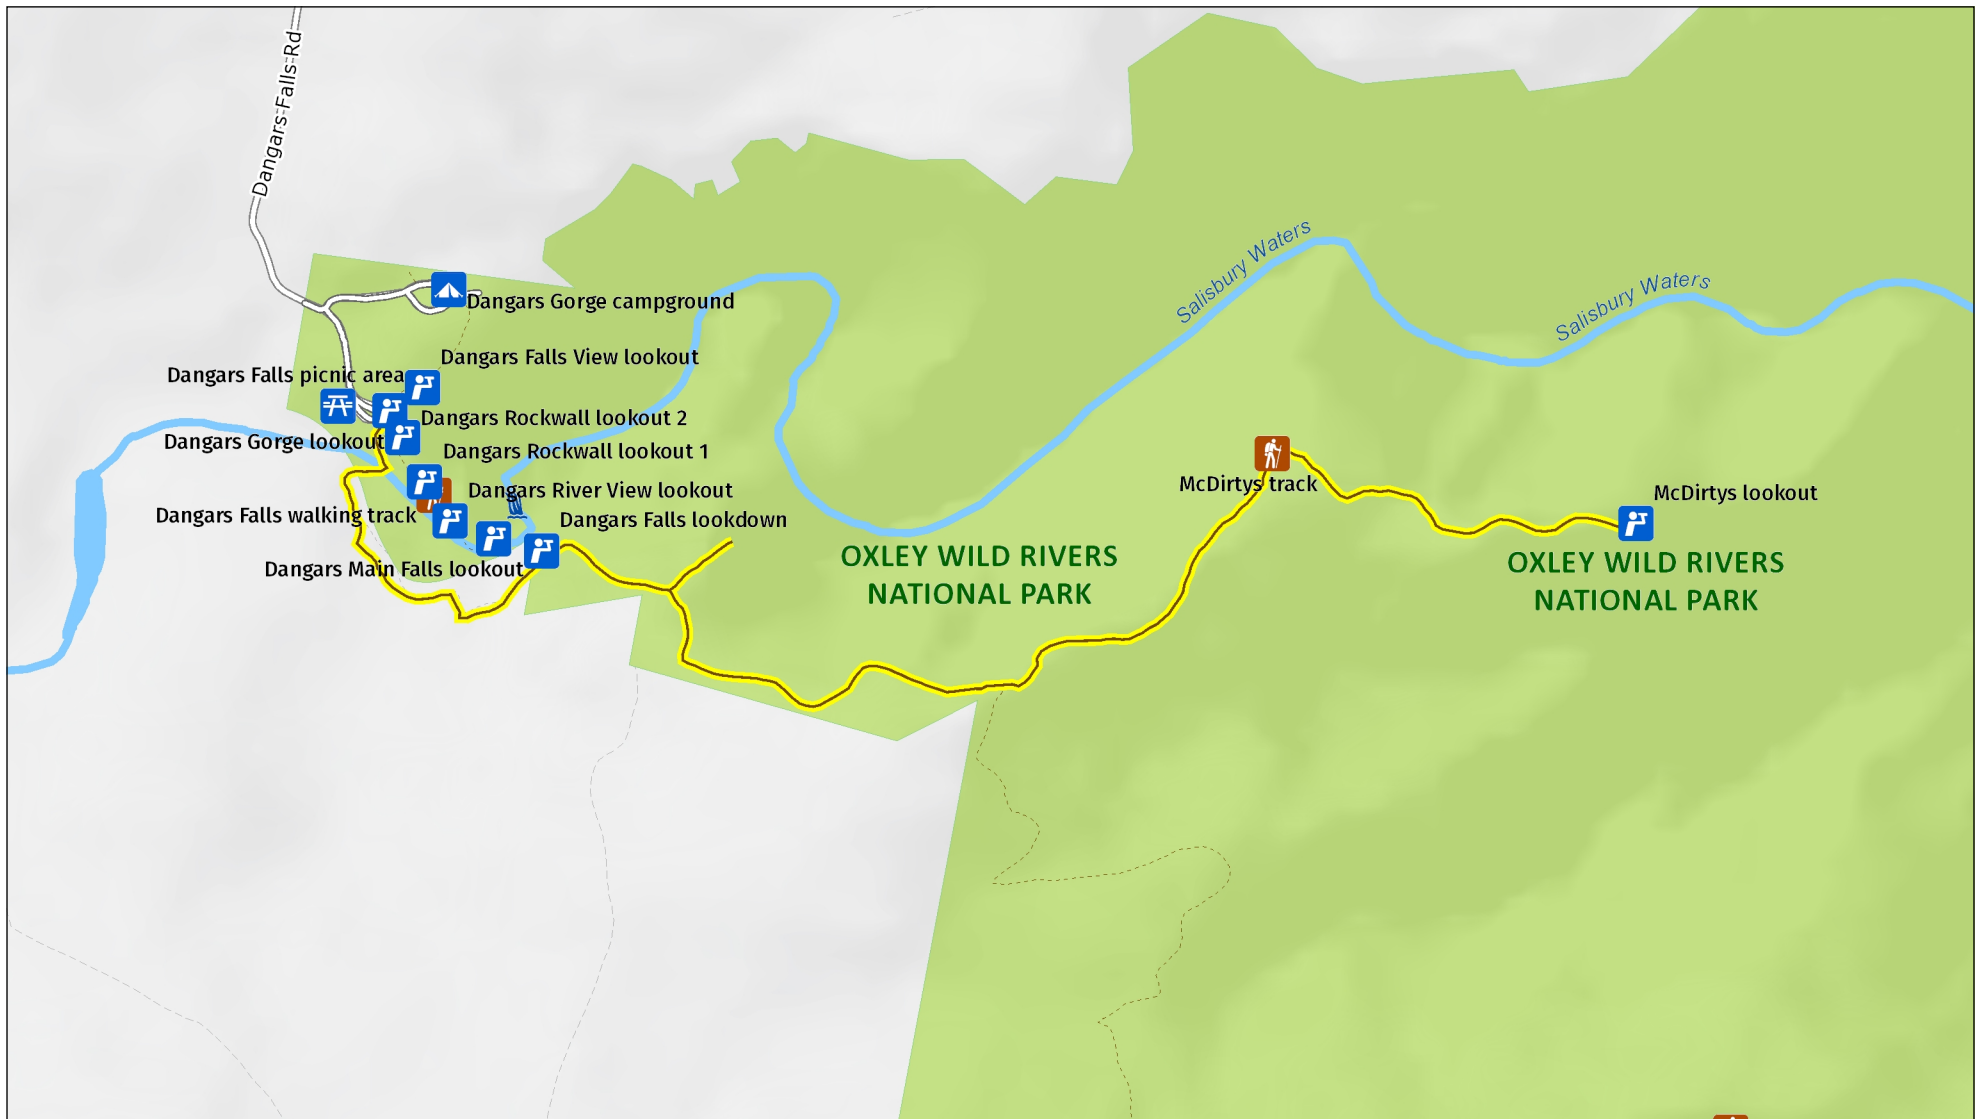 Dangars-Falls-Rd
Salisbury Waters
Salisbury Waters
Dangars Gorge campground
Dangars Falls View lookout
Dangars Falls picnic area
Dangars Rockwall lookout 2
Dangars Gorge lookout
Dangars Rockwall lookout 1
Dangars River View lookout
Dangars Falls walking track
Dangars Falls lookdown
Dangars Main Falls lookout
McDirtys track
McDirtys lookout
OXLEY WILD RIVERS
NATIONAL PARK
OXLEY WILD RIVERS
NATIONAL PARK